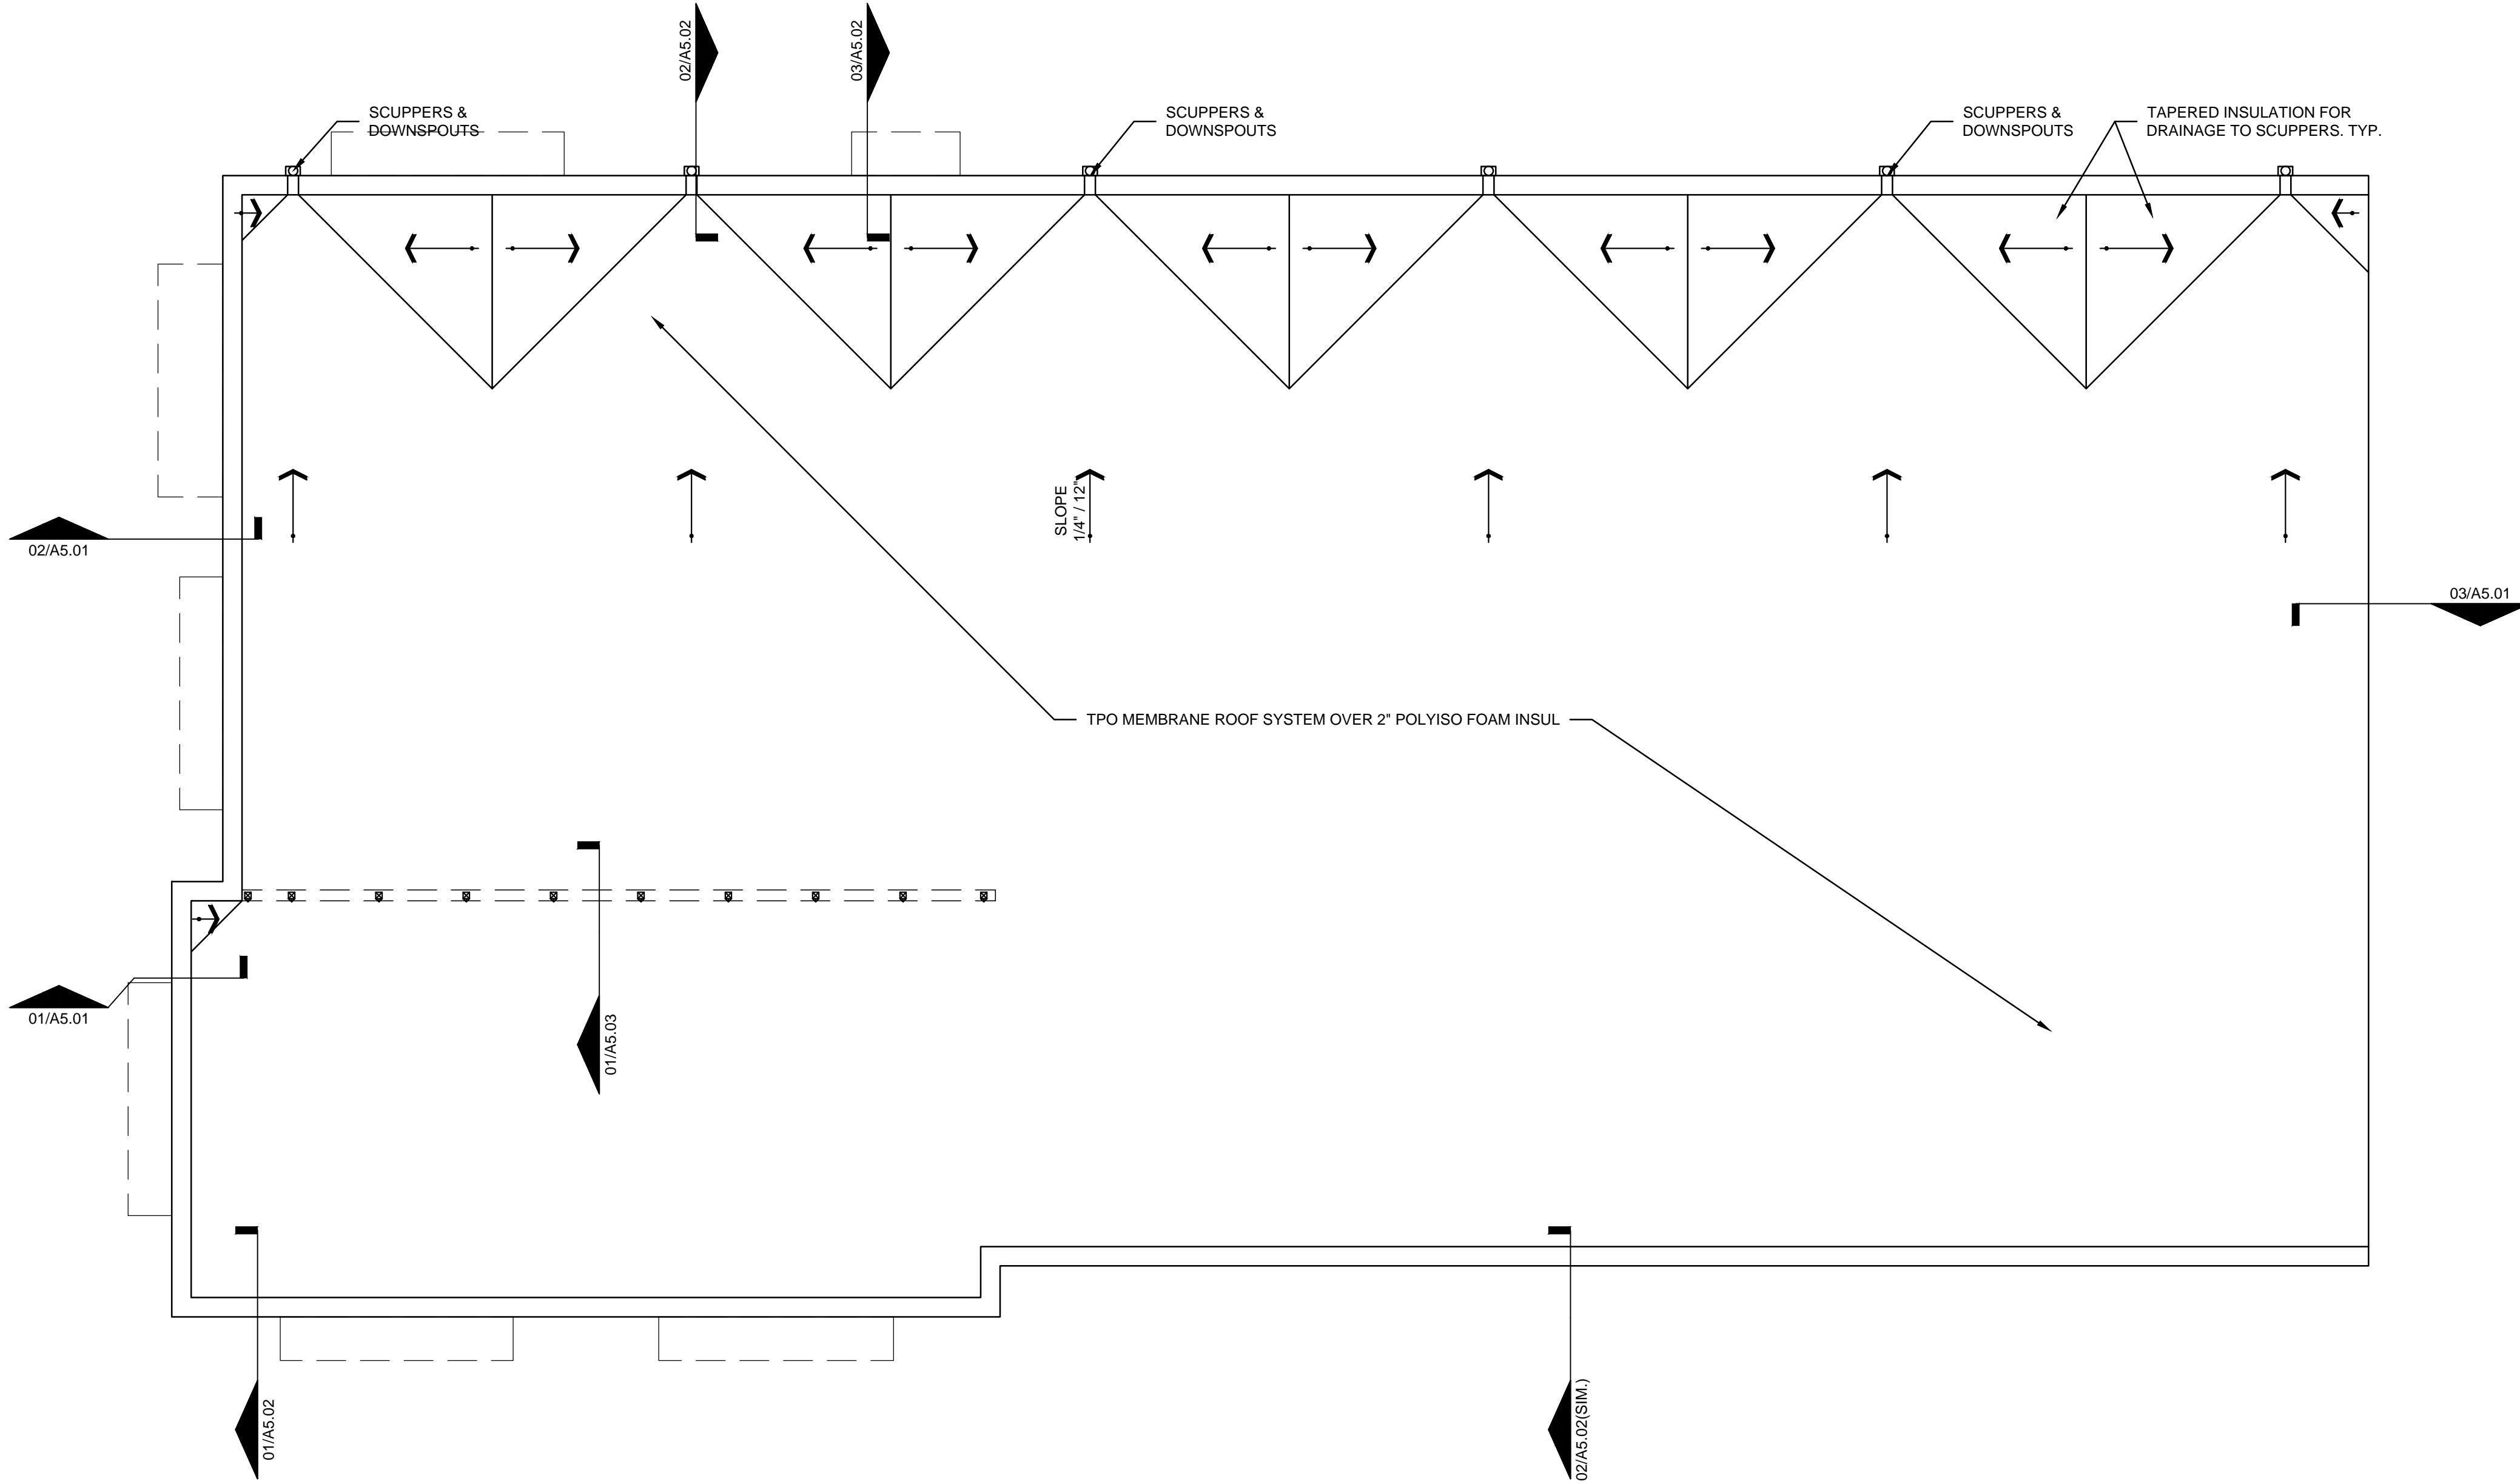 02/A5.02
03/A5.02
SCUPPERS &
DOWNSPOUTS
SCUPPERS &
DOWNSPOUTS
SCUPPERS &
DOWNSPOUTS
TAPERED INSULATION FOR
DRAINAGE TO SCUPPERS. TYP.
SLOPE
1/4" / 12"
02/A5.01
03/A5.01
TPO MEMBRANE ROOF SYSTEM OVER 2" POLYISO FOAM INSUL
01/A5.01
01/A5.03
01/A5.02
02/A5.02(SIM.)